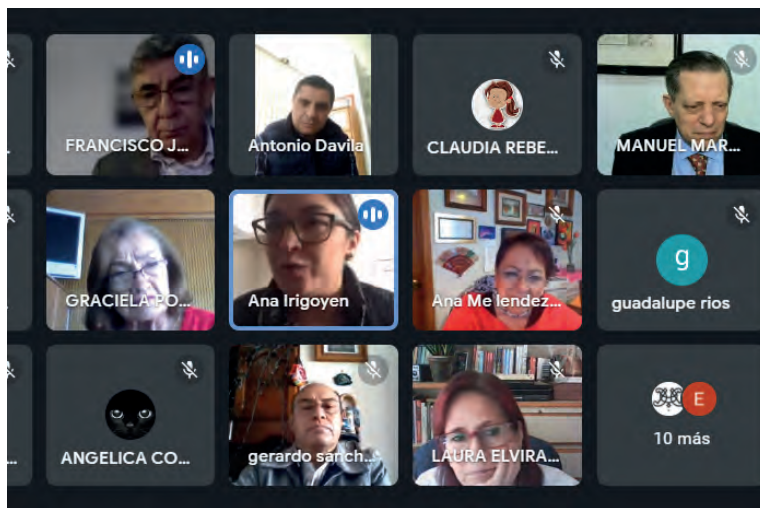 FRANCISCO J...
Antonio Davila
CLAUDIA REBE...
MANUEL MAR...
GRACIELA PO...
Ana Irigoyen
Ana Me lendez...
g
guadalupe rios
ANGELICA CO...
gerardo sánch...
LAURA ELVIRA...
E
10 más